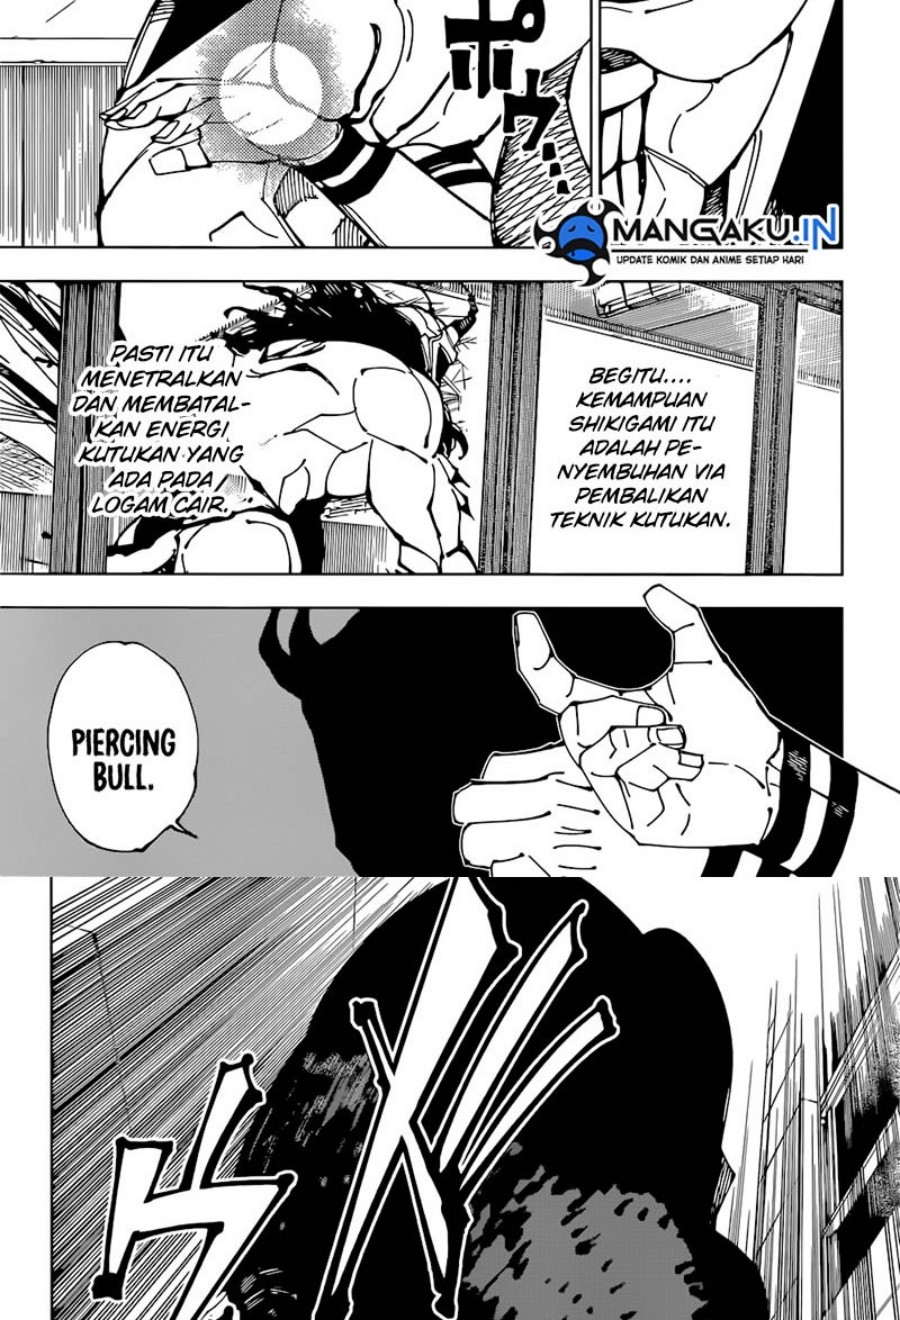 ポ
ウ...
MANGAKU.IN
UPDATE KOMIK DAN ANIME SETIAP HARI
BEGITU....
KEMAMPUAN
SHIKIGAMI ITU
ADALAH PE-
NYEMBUHAN VIA
PEMBALIKAN
TEKNIK KUTUKAN.
PASTI ITU
MENETRALKAN
DAN MEMBATAL-
KAN ENERGI
KUTUKAN YANG
ADA PADA
LOGAM CAIR.
PIERCING
BULL.